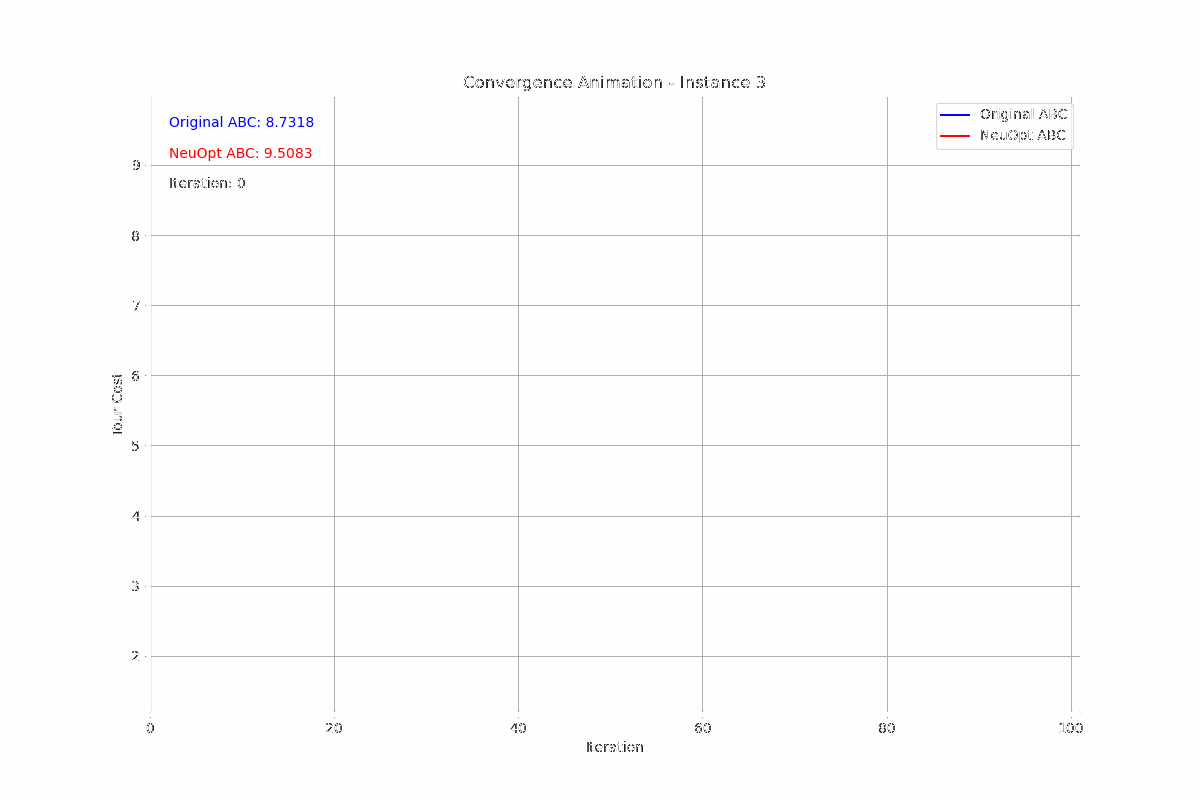 Convergence Animation - Instance 3
Original ABC: 8.7318
NeuOpt ABC: 9.5083
Iteration: 0
Original ABC
NeuOpt ABC
9
8
7
6
5
4
3
2
Tour Cost
0 20 40 60 80 100
Iteration